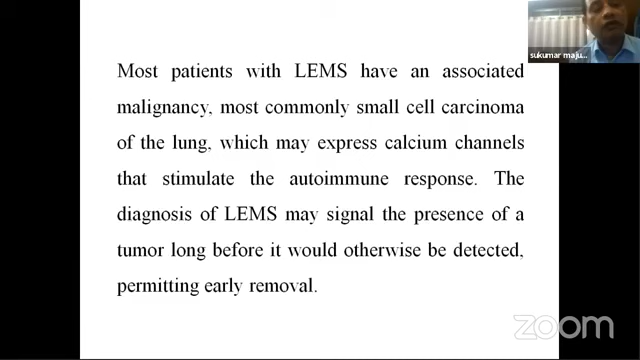 sukumar maju...
Most patients with LEMS have an associated
malignancy, most commonly small cell carcinoma
of the lung, which may express calcium channels
that stimulate the autoimmune response. The
diagnosis of LEMS may signal the presence of a
tumor long before it would otherwise be detected,
permitting early removal.
zoom